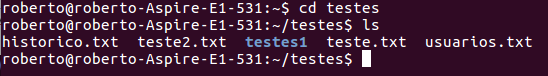 roberto@roberto-Aspire-E1-531:~$ cd testes
roberto@roberto-Aspire-E1-531:~/testes$ ls
historico.txt  teste2.txt  testes1  teste.txt  usuarios.txt
roberto@roberto-Aspire-E1-531:~/testes$